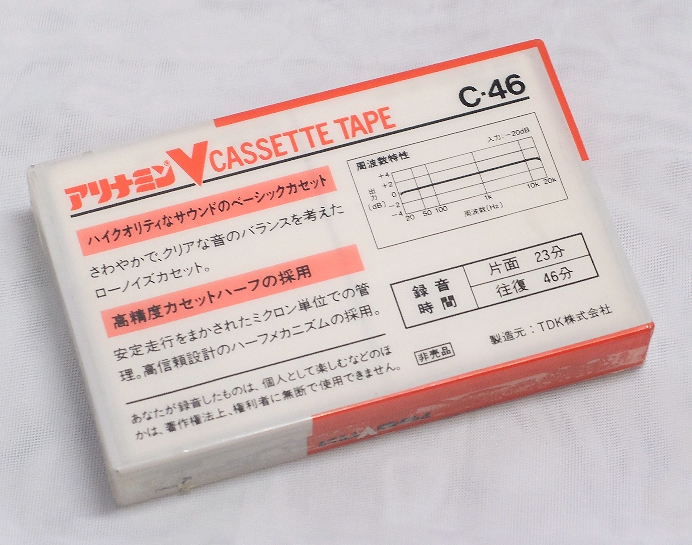 C·46
アリナミンV CASSETTE TAPE
ハイクオリティなサウンドのベーシックカセット
さわやかで、クリアな音のバランスを考えた
ローノイズカセット。
高精度カセットハーフの採用
安定走行をまかされたミクロン単位での管
理。高信頼設計のハーフメカニズムの採用。
あなたが録音したものは、個人として楽しむなどのほ
かは、著作権法上、権利者に無断で使用できません。
周波数特性
入力:−20dB
出力(dB)
+4
+2
0
−2
−4
20 50 100 1k 10k 20k
周波数(Hz)
録音時間
片面 23分
往復 46分
非売品
製造元:TDK株式会社